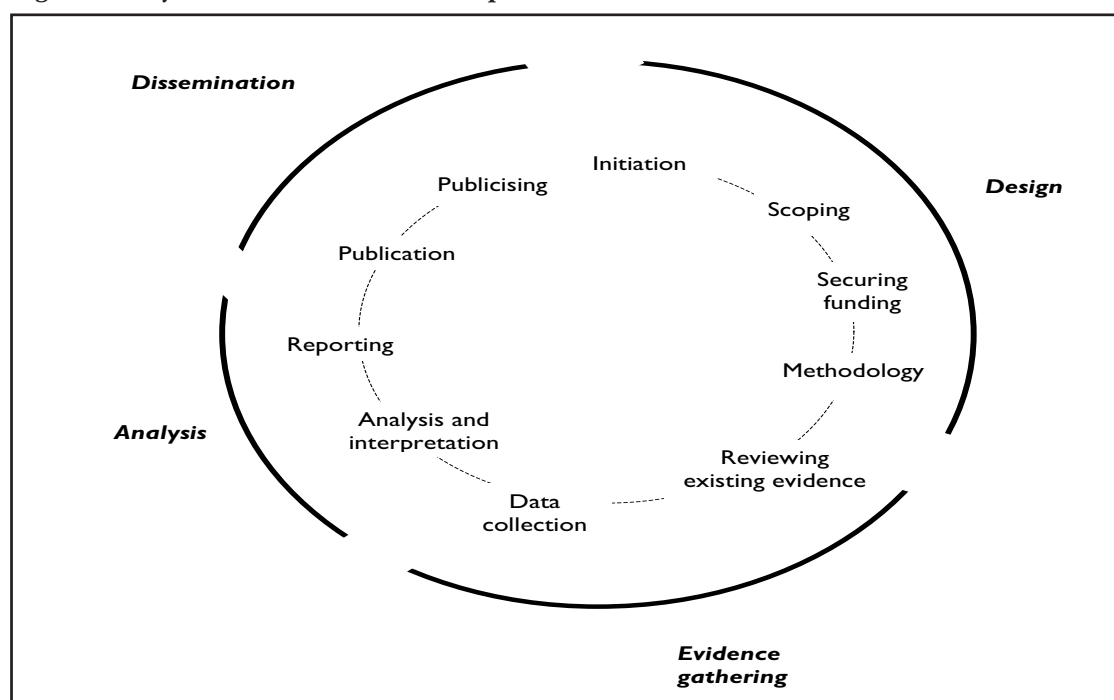 Dissemination
Design
Initiation
Scoping
Securing
funding
Methodology
Reviewing
existing evidence
Data
collection
Analysis and
interpretation
Reporting
Publication
Publicising
Analysis
Evidence
gathering